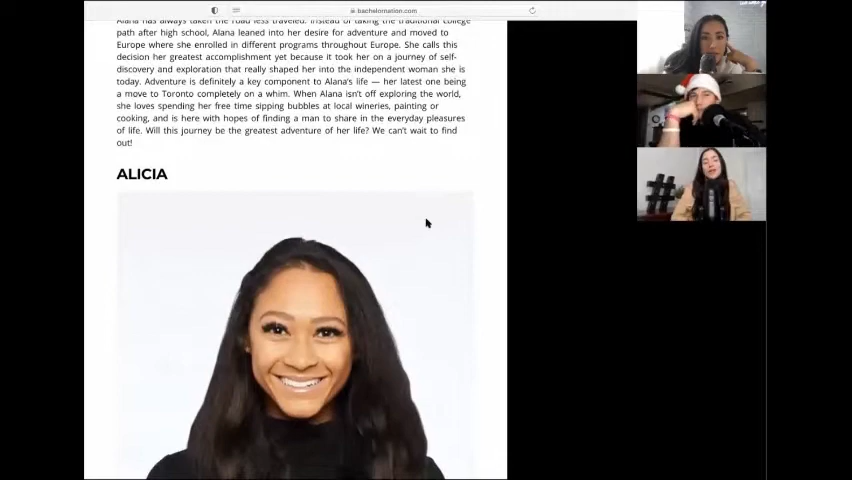 bachelornation.com
Alana has always taken the road less traveled. Instead of taking the traditional college
path after high school, Alana leaned into her desire for adventure and moved to
Europe where she enrolled in different programs throughout Europe. She calls this
decision her greatest accomplishment yet because it took her on a journey of self-
discovery and exploration that really shaped her into the independent woman she is
today. Adventure is definitely a key component to Alana's life — her latest one being
a move to Toronto completely on a whim. When Alana isn't off exploring the world,
she loves spending her free time sipping bubbles at local wineries, painting or
cooking, and is here with hopes of finding a man to share in the everyday pleasures
of life. Will this journey be the greatest adventure of her life? We can't wait to find
out!
ALICIA